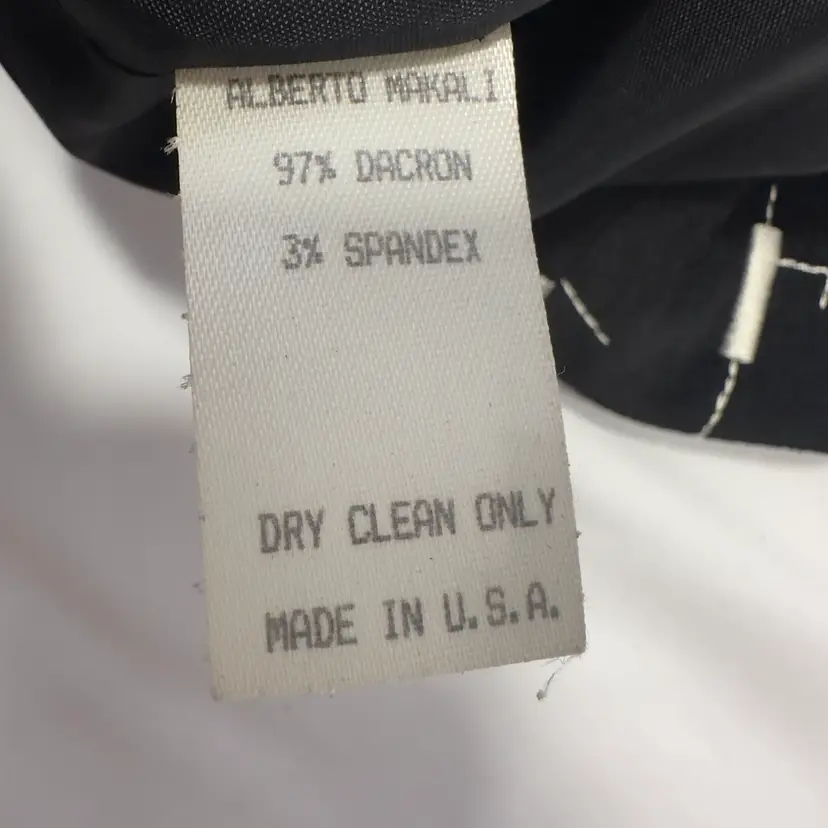 ALBERTO MAKALI
97% DACRON
3% SPANDEX
DRY CLEAN ONLY
MADE IN U.S.A.